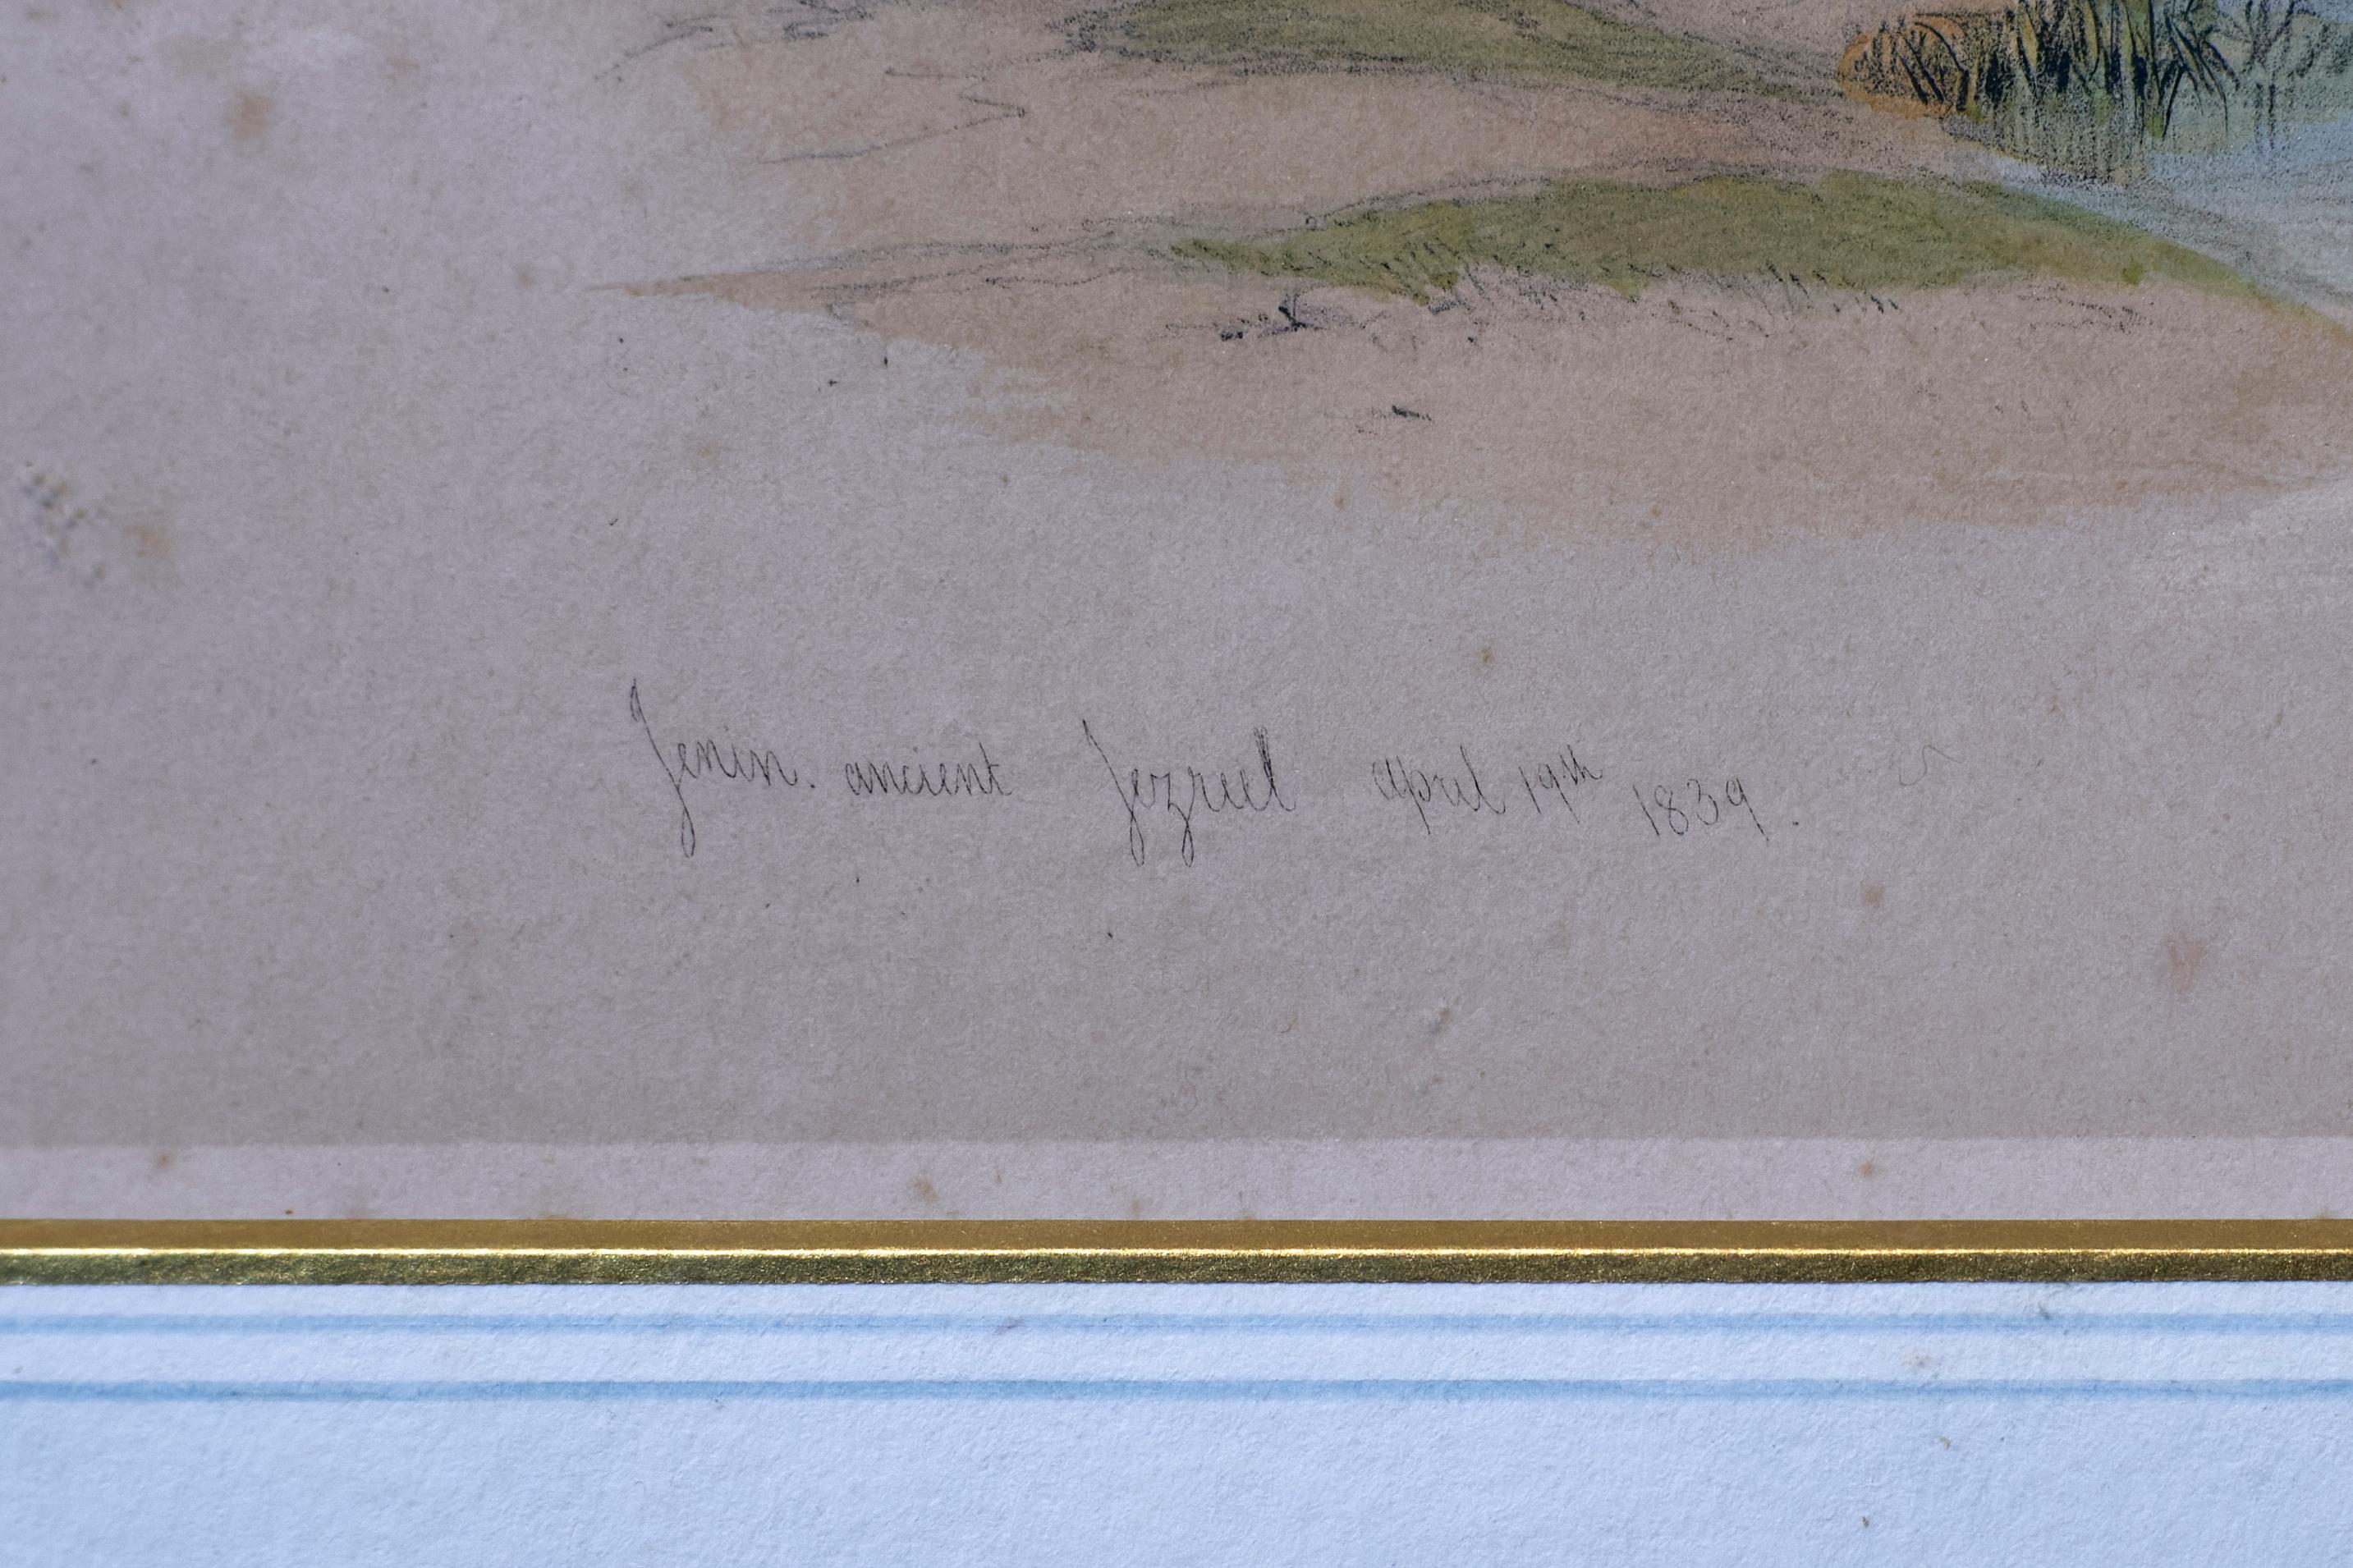 Jenin. ancient Jezreel april 19th 1839.